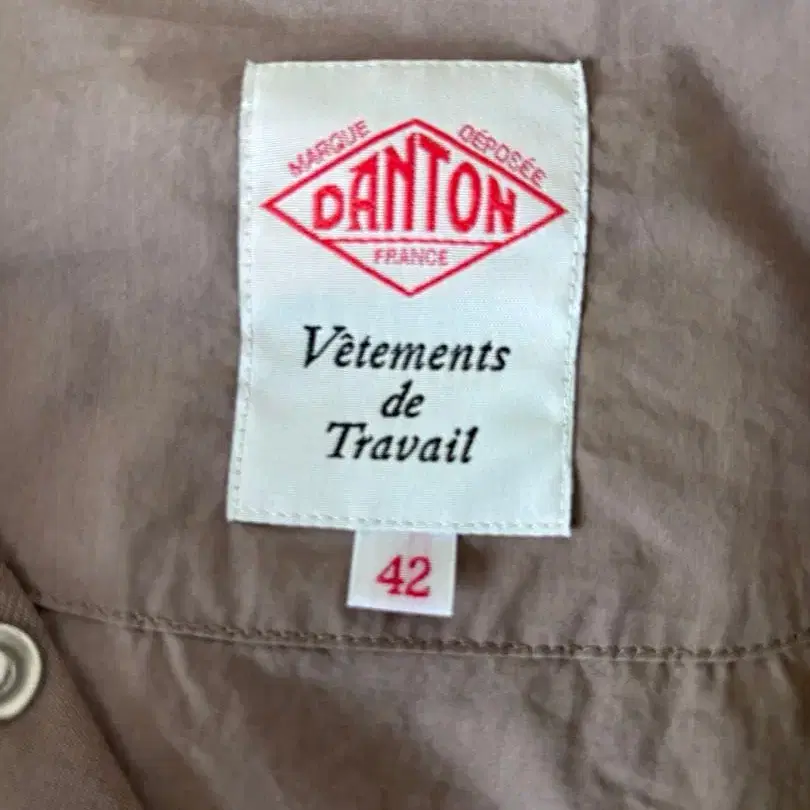 MARQUE DÉPOSÉE
DANTON
FRANCE
Vêtements
de
Travail
42